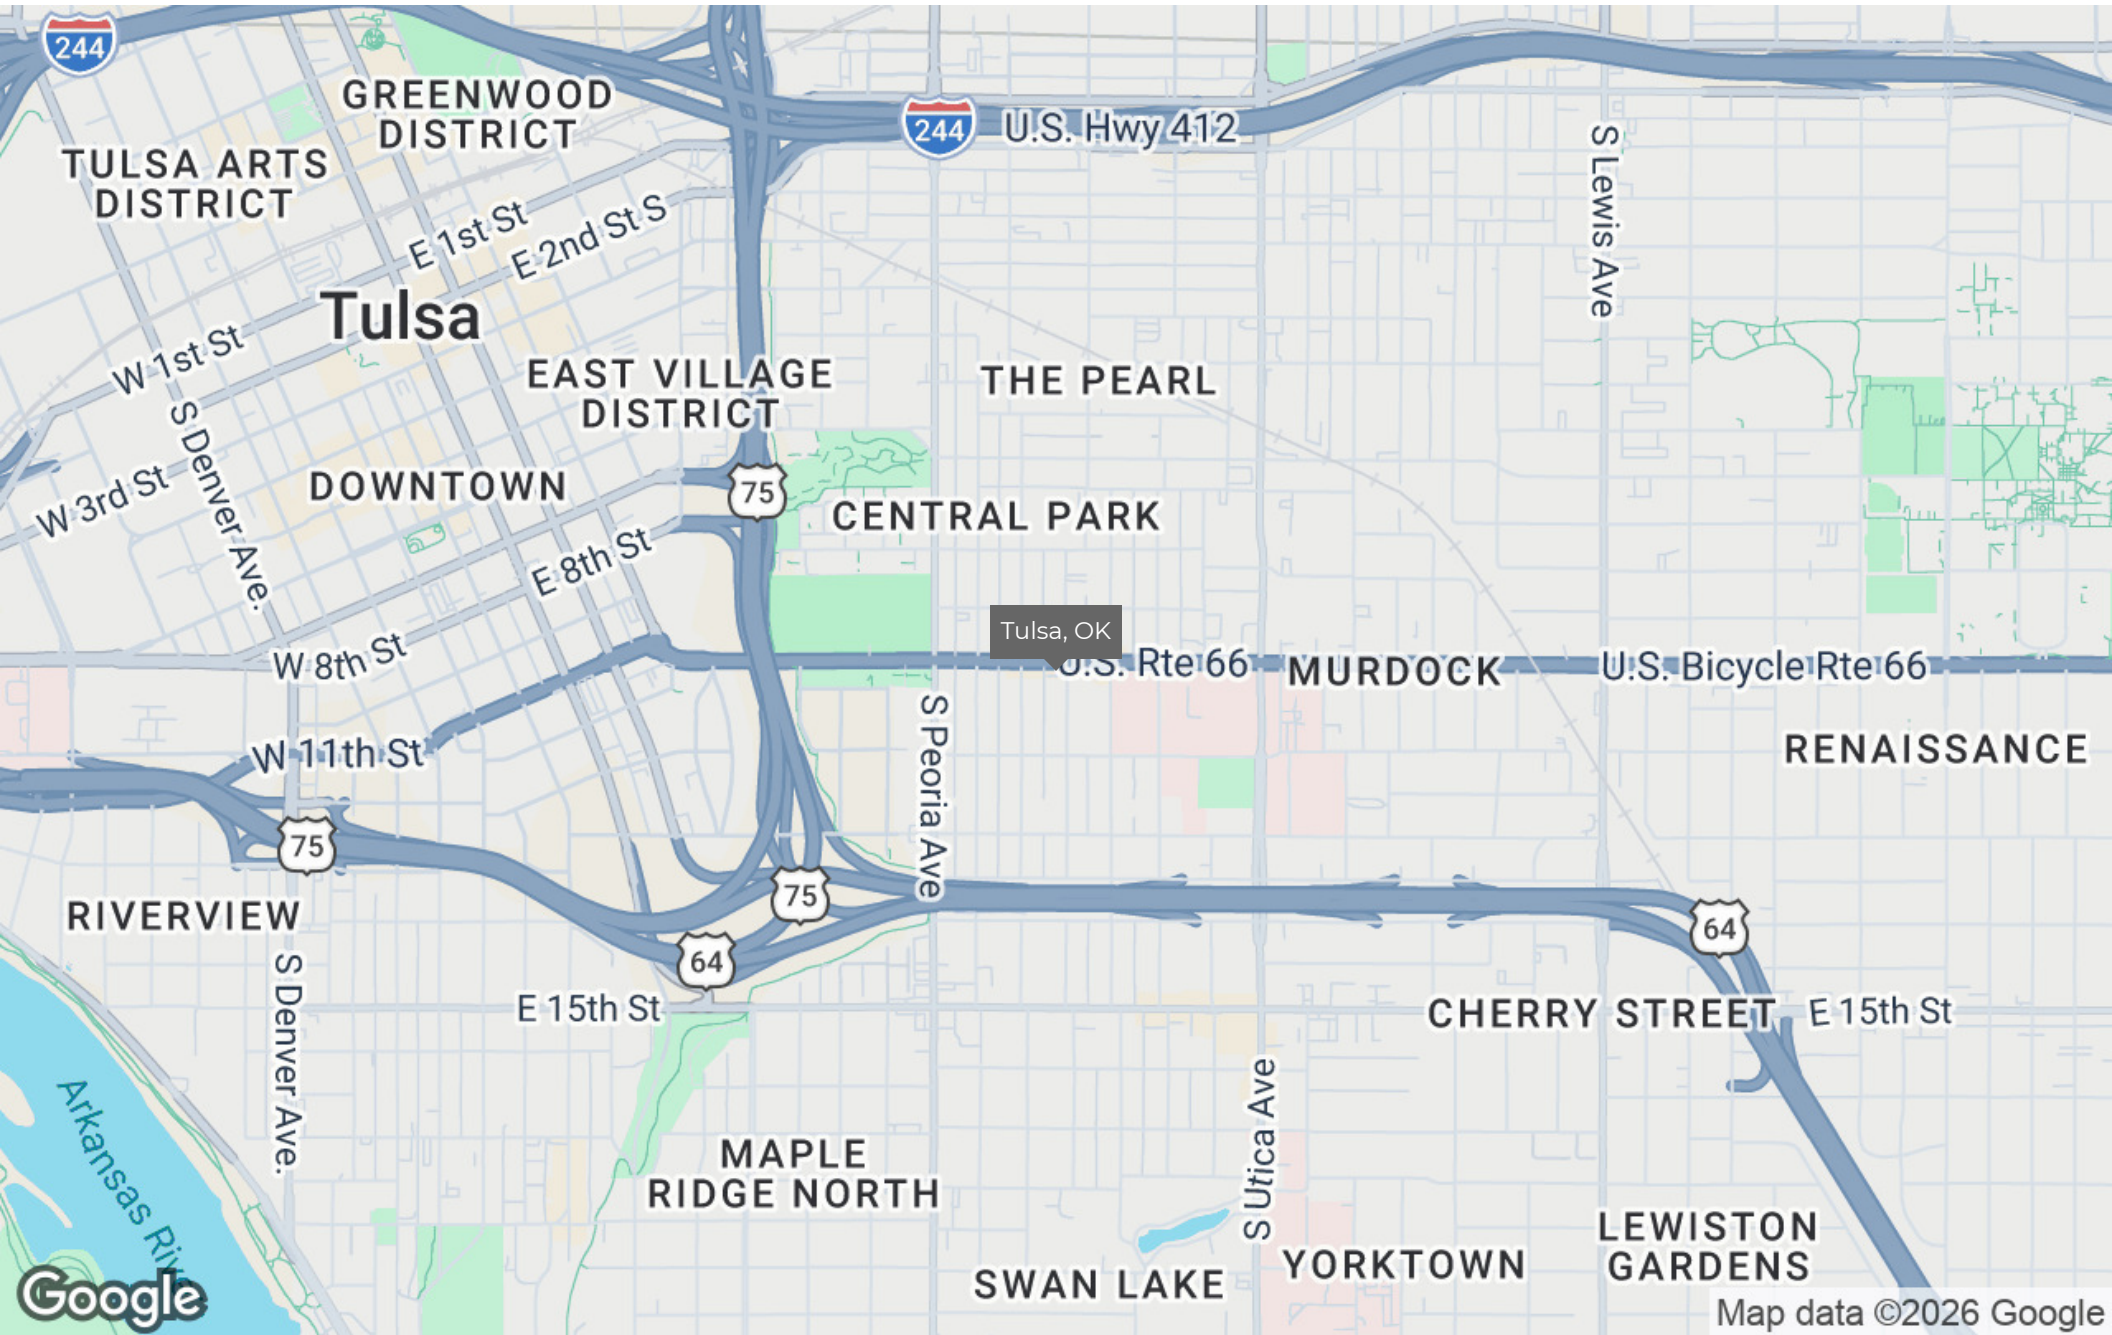 244
GREENWOOD
DISTRICT
244
U.S. Hwy 412
TULSA ARTS
DISTRICT
S Lewis Ave
E 1st St
E 2nd St S
Tulsa
W 1st St
EAST VILLAGE
DISTRICT
THE PEARL
S Denver Ave.
DOWNTOWN
75
W 3rd St
CENTRAL PARK
E 8th St
Tulsa, OK
W 8th St
U.S. Rte 66
MURDOCK
U.S. Bicycle Rte 66
S Peoria Ave
W 11th St
RENAISSANCE
75
75
RIVERVIEW
64
64
S Denver Ave.
E 15th St
CHERRY STREET
E 15th St
Arkansas River
S Utica Ave
MAPLE
RIDGE NORTH
LEWISTON
GARDENS
SWAN LAKE
YORKTOWN
Google
Map data ©2026 Google